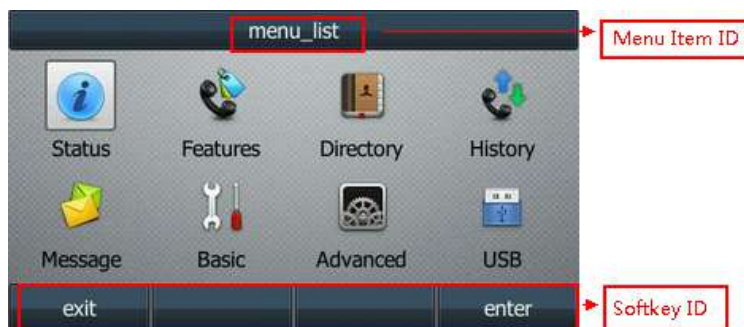 menu_list
Menu Item ID
Status Features Directory History
Message Basic Advanced USB
exit enter
Softkey ID